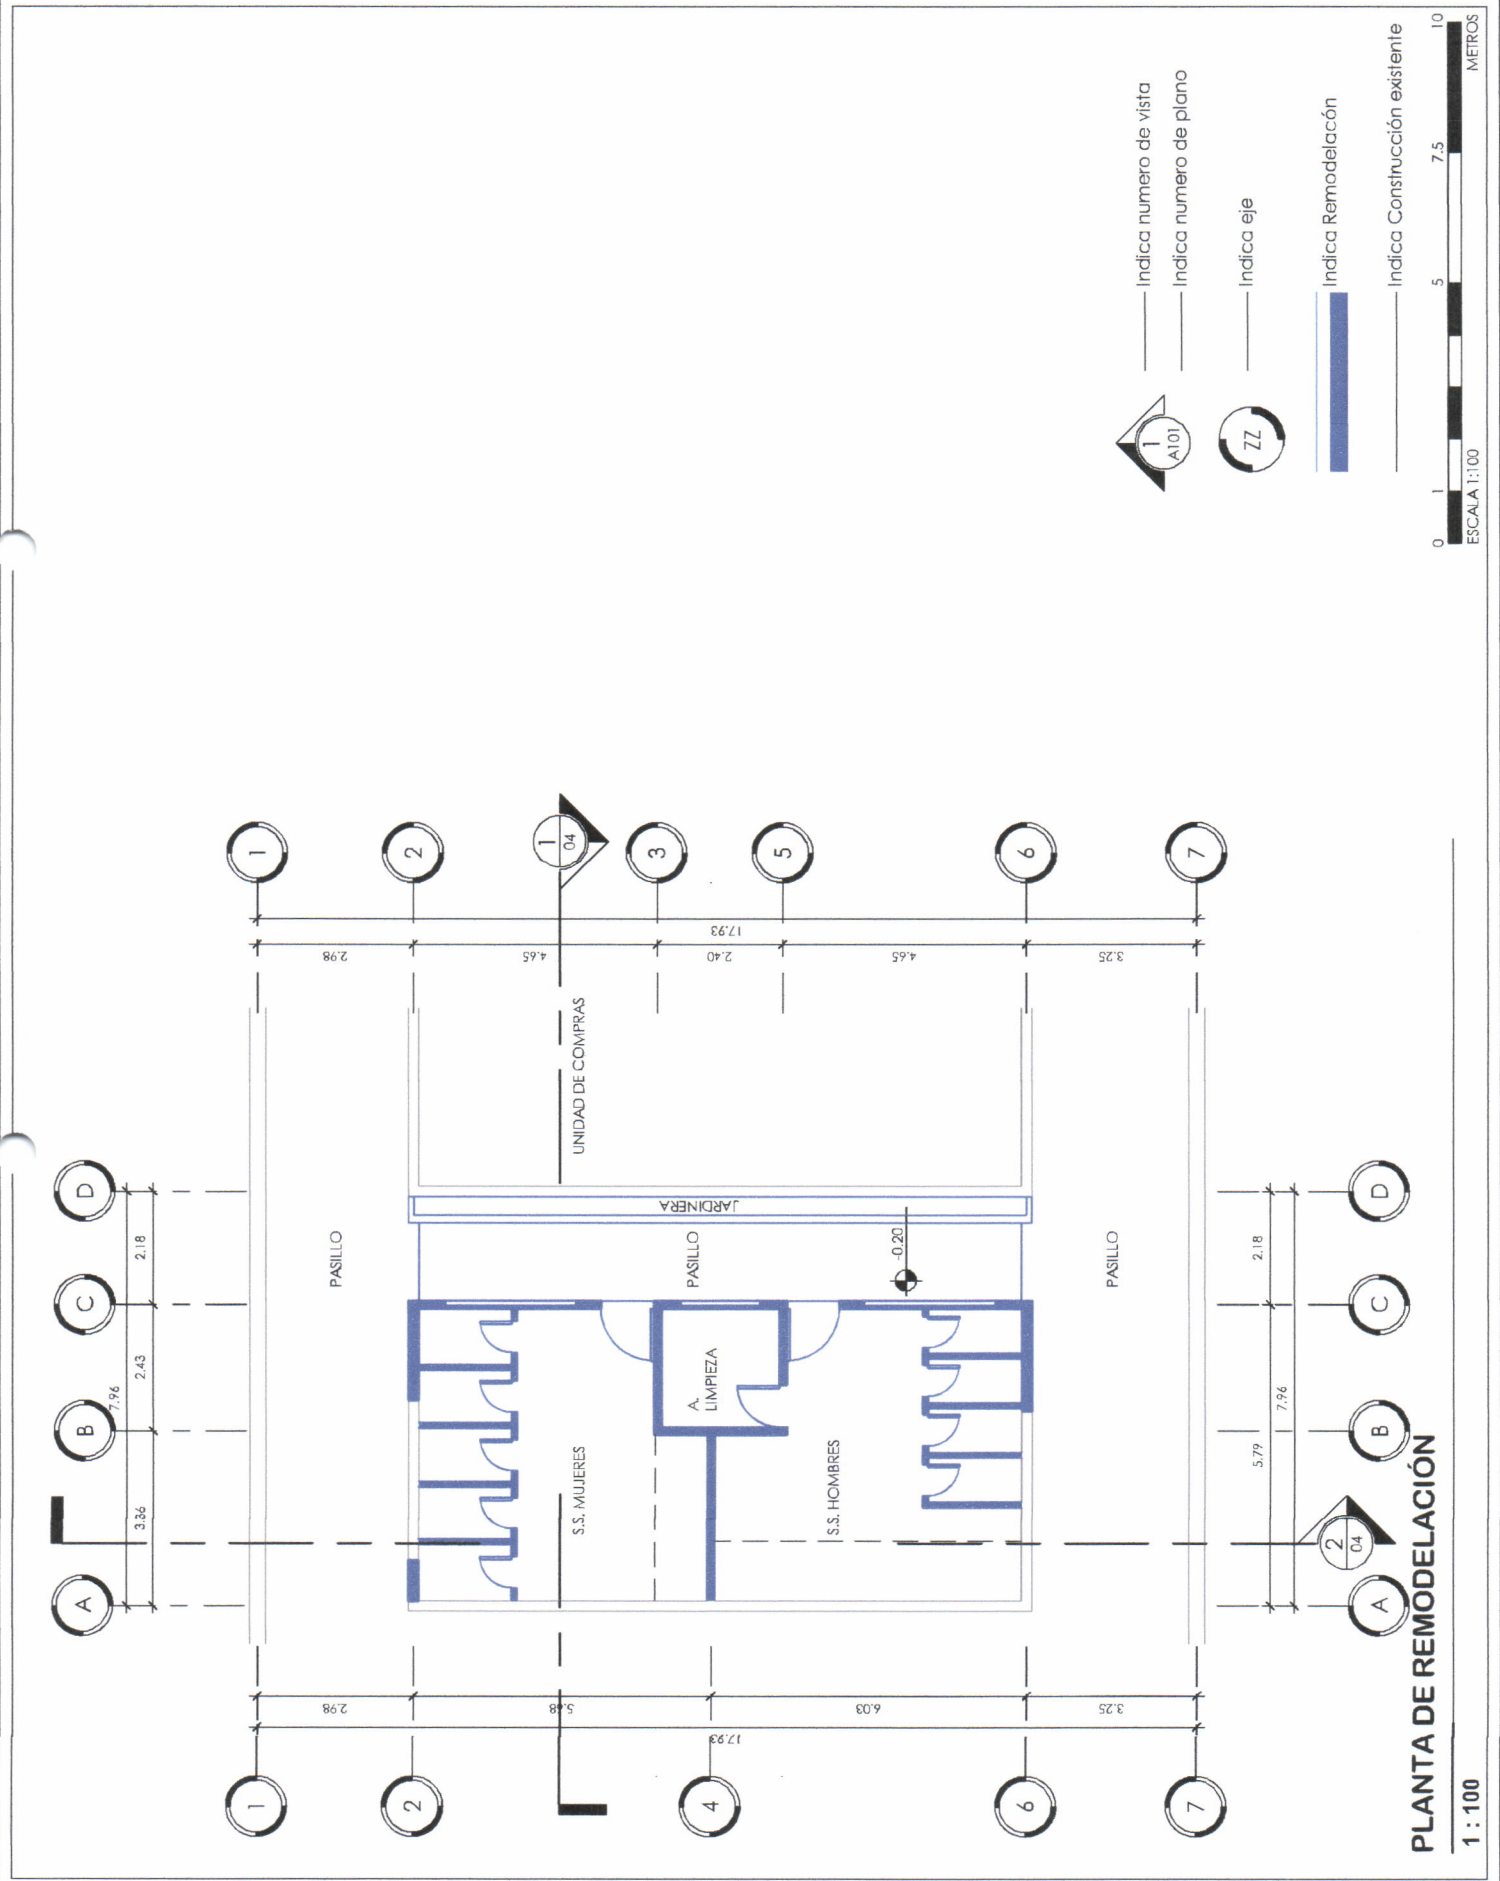 PLANTA DE REMODELACIÓN
1 : 100
A
B
C
D
3.36
2.43
2.18
7.96
1
2
4
6
7
17.93
2.98
5.68
6.03
3.25
PASILLO
S.S. MUJERES
A.
LIMPIEZA
S.S. HOMBRES
PASILLO
-0.20
JARDINERA
PASILLO
UNIDAD DE COMPRAS
2.98
4.65
2.40
4.65
3.25
17.93
1
2
1
04
3
5
6
7
5.79
2.18
7.96
2
04
A
B
C
D
1
A101
Indica numero de vista
Indica numero de plano
ZZ
Indica eje
Indica Remodelacón
Indica Construcción existente
0
1
5
7.5
10
ESCALA 1:100
METROS